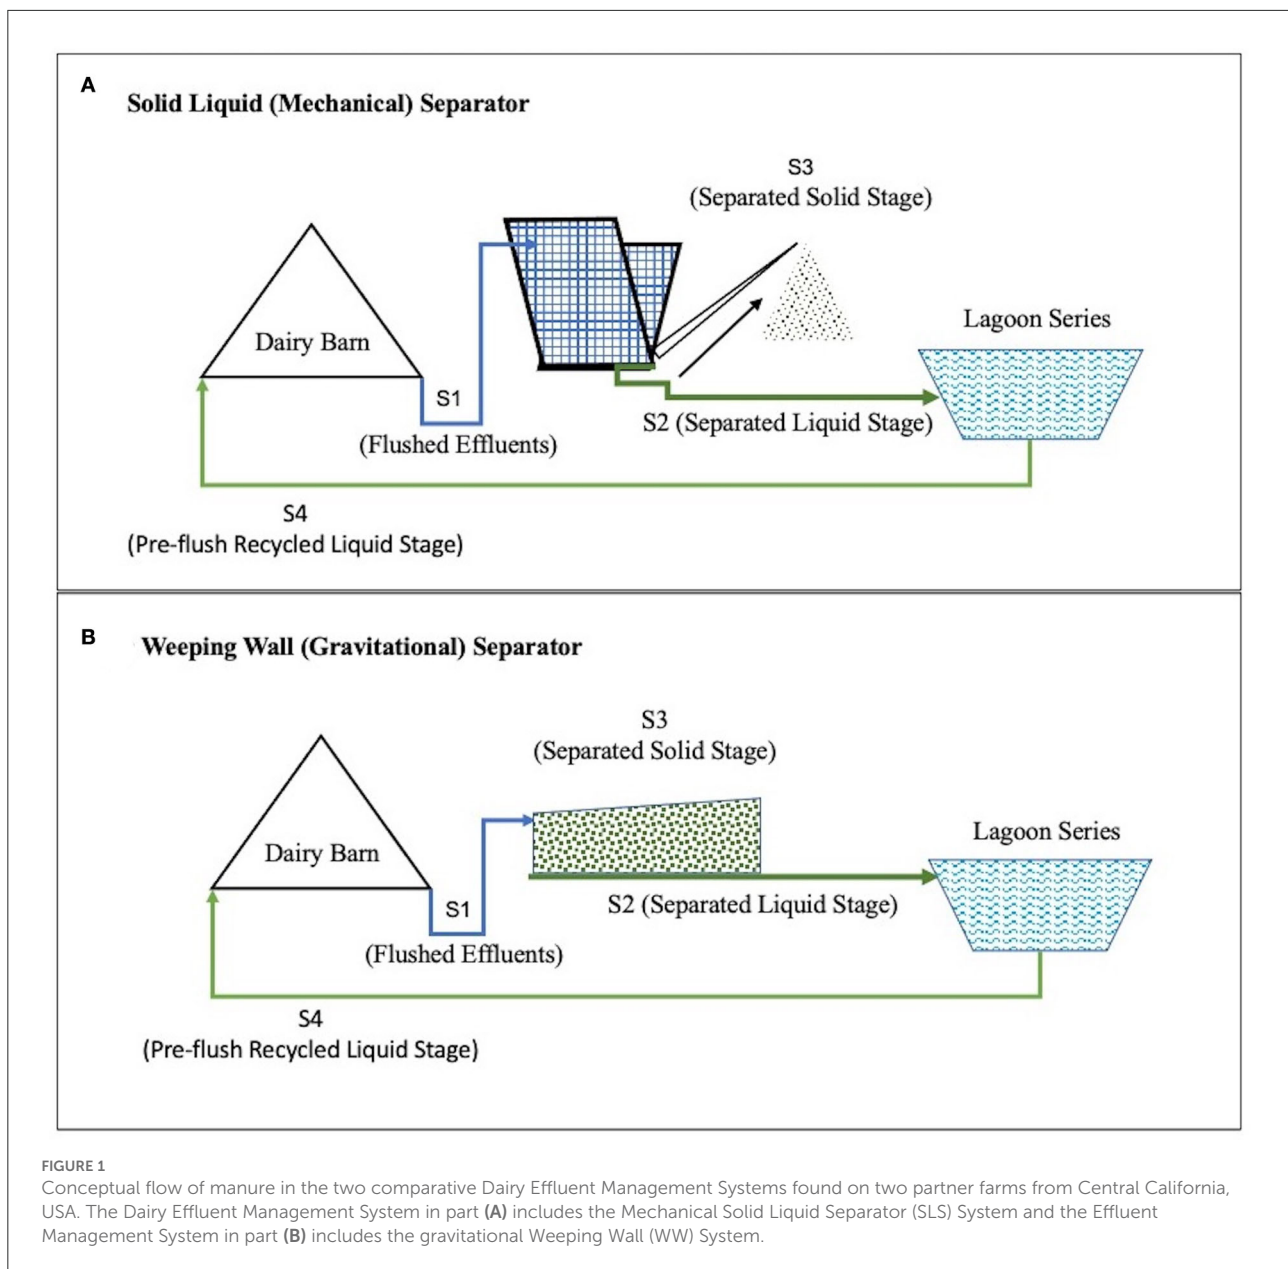 A
Solid Liquid (Mechanical) Separator
S3
(Separated Solid Stage)
Lagoon Series
Dairy Barn
S1
(Flushed Effluents)
S2 (Separated Liquid Stage)
S4
(Pre-flush Recycled Liquid Stage)
B
Weeping Wall (Gravitational) Separator
S3
(Separated Solid Stage)
Lagoon Series
Dairy Barn
S1
S2 (Separated Liquid Stage)
(Flushed Effluents)
S4
(Pre-flush Recycled Liquid Stage)
FIGURE 1
Conceptual flow of manure in the two comparative Dairy Effluent Management Systems found on two partner farms from Central California,
USA. The Dairy Effluent Management System in part (A) includes the Mechanical Solid Liquid Separator (SLS) System and the Effluent
Management System in part (B) includes the gravitational Weeping Wall (WW) System.